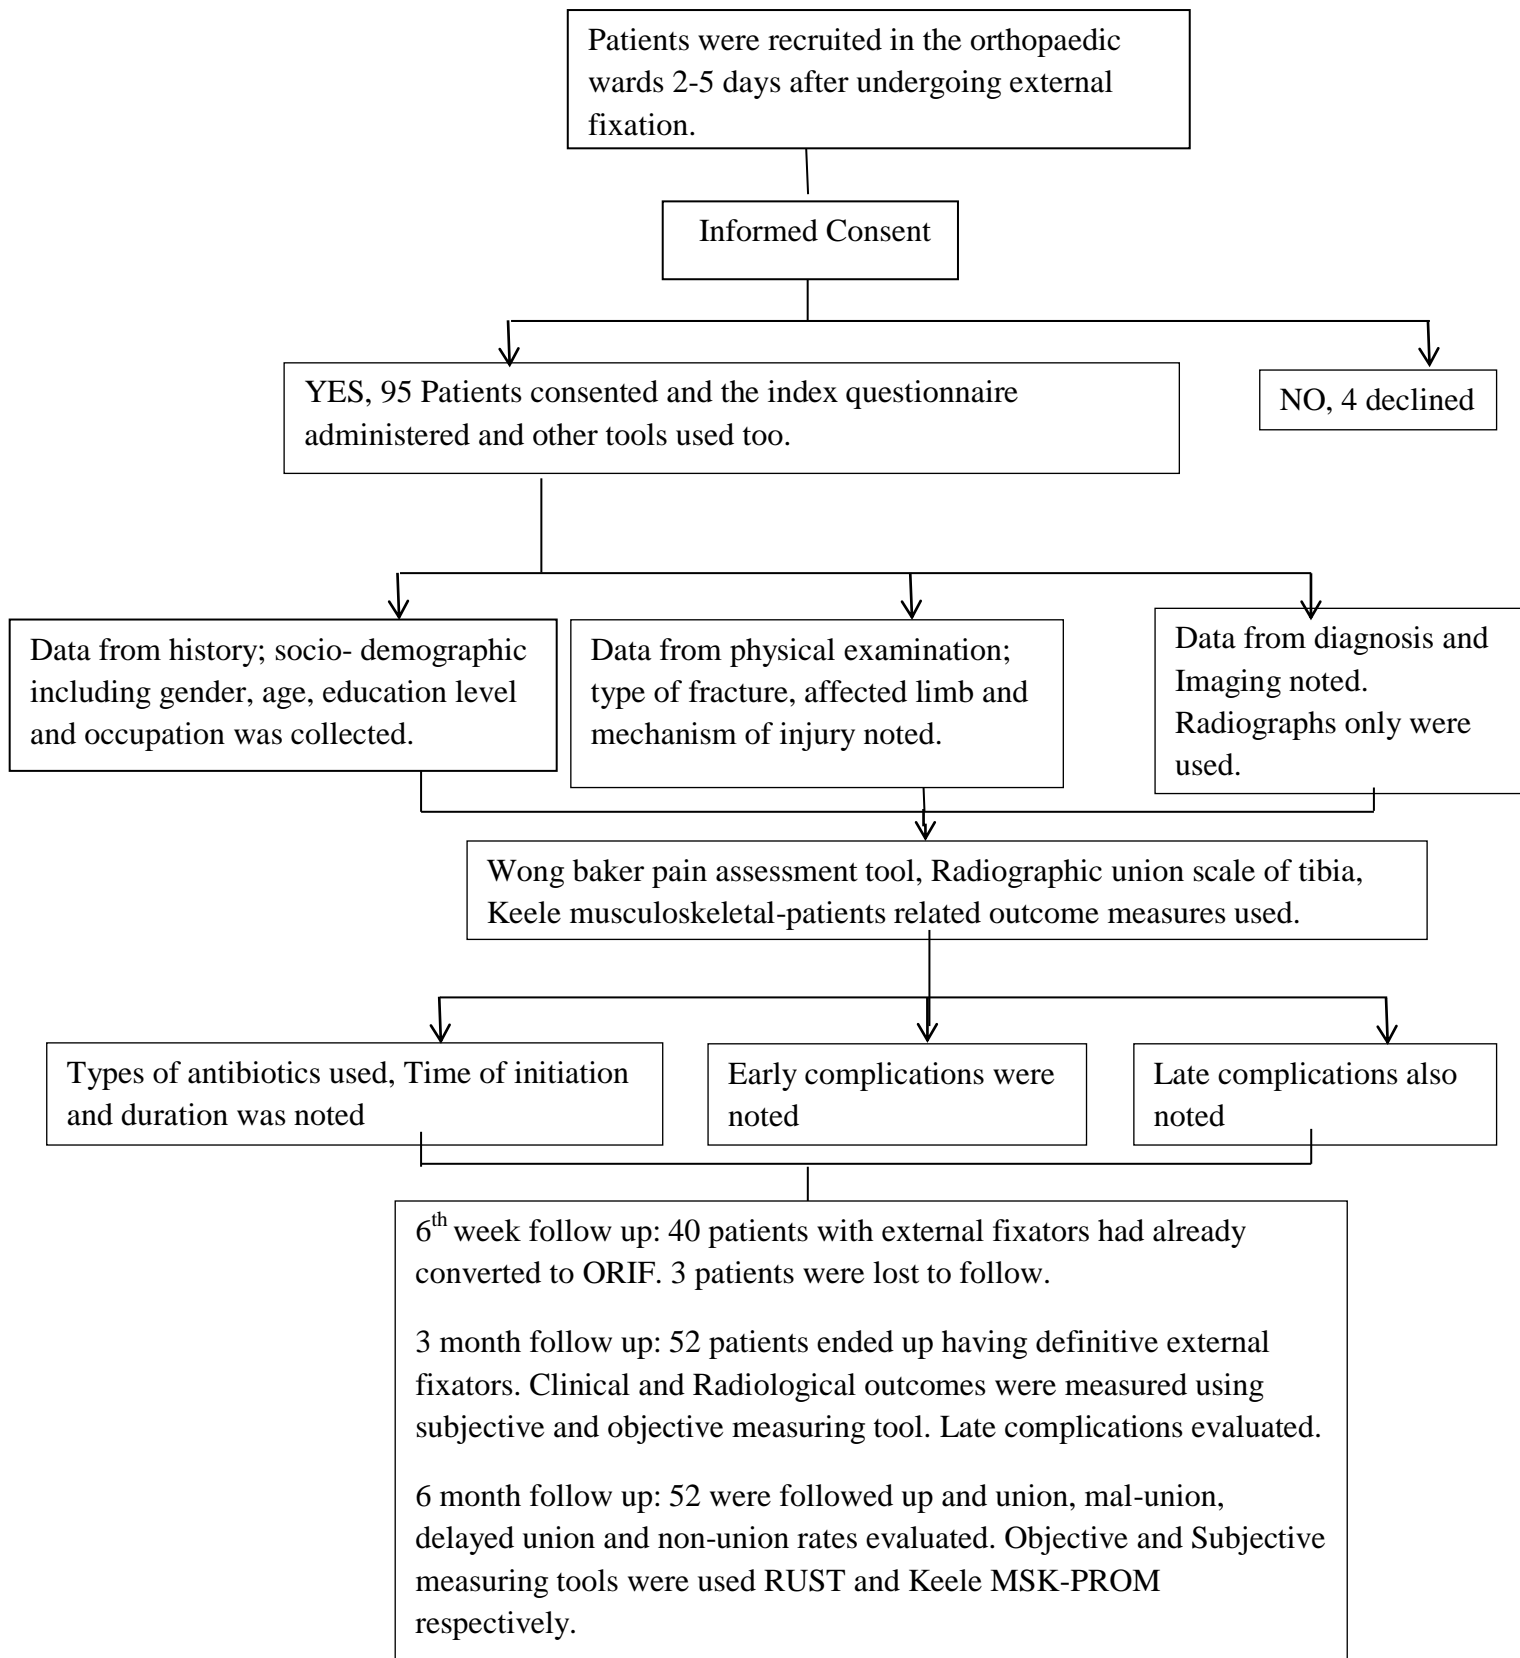 Patients were recruited in the orthopaedic
wards 2-5 days after undergoing external
fixation.
Informed Consent
YES, 95 Patients consented and the index questionnaire
administered and other tools used too.
NO, 4 declined
Data from history; socio- demographic
including gender, age, education level
and occupation was collected.
Data from physical examination;
type of fracture, affected limb and
mechanism of injury noted.
Data from diagnosis and
Imaging noted.
Radiographs only were
used.
Wong baker pain assessment tool, Radiographic union scale of tibia,
Keele musculoskeletal-patients related outcome measures used.
Types of antibiotics used, Time of initiation
and duration was noted
Early complications were
noted
Late complications also
noted
6th week follow up: 40 patients with external fixators had already
converted to ORIF. 3 patients were lost to follow.
3 month follow up: 52 patients ended up having definitive external
fixators. Clinical and Radiological outcomes were measured using
subjective and objective measuring tool. Late complications evaluated.
6 month follow up: 52 were followed up and union, mal-union,
delayed union and non-union rates evaluated. Objective and Subjective
measuring tools were used RUST and Keele MSK-PROM
respectively.